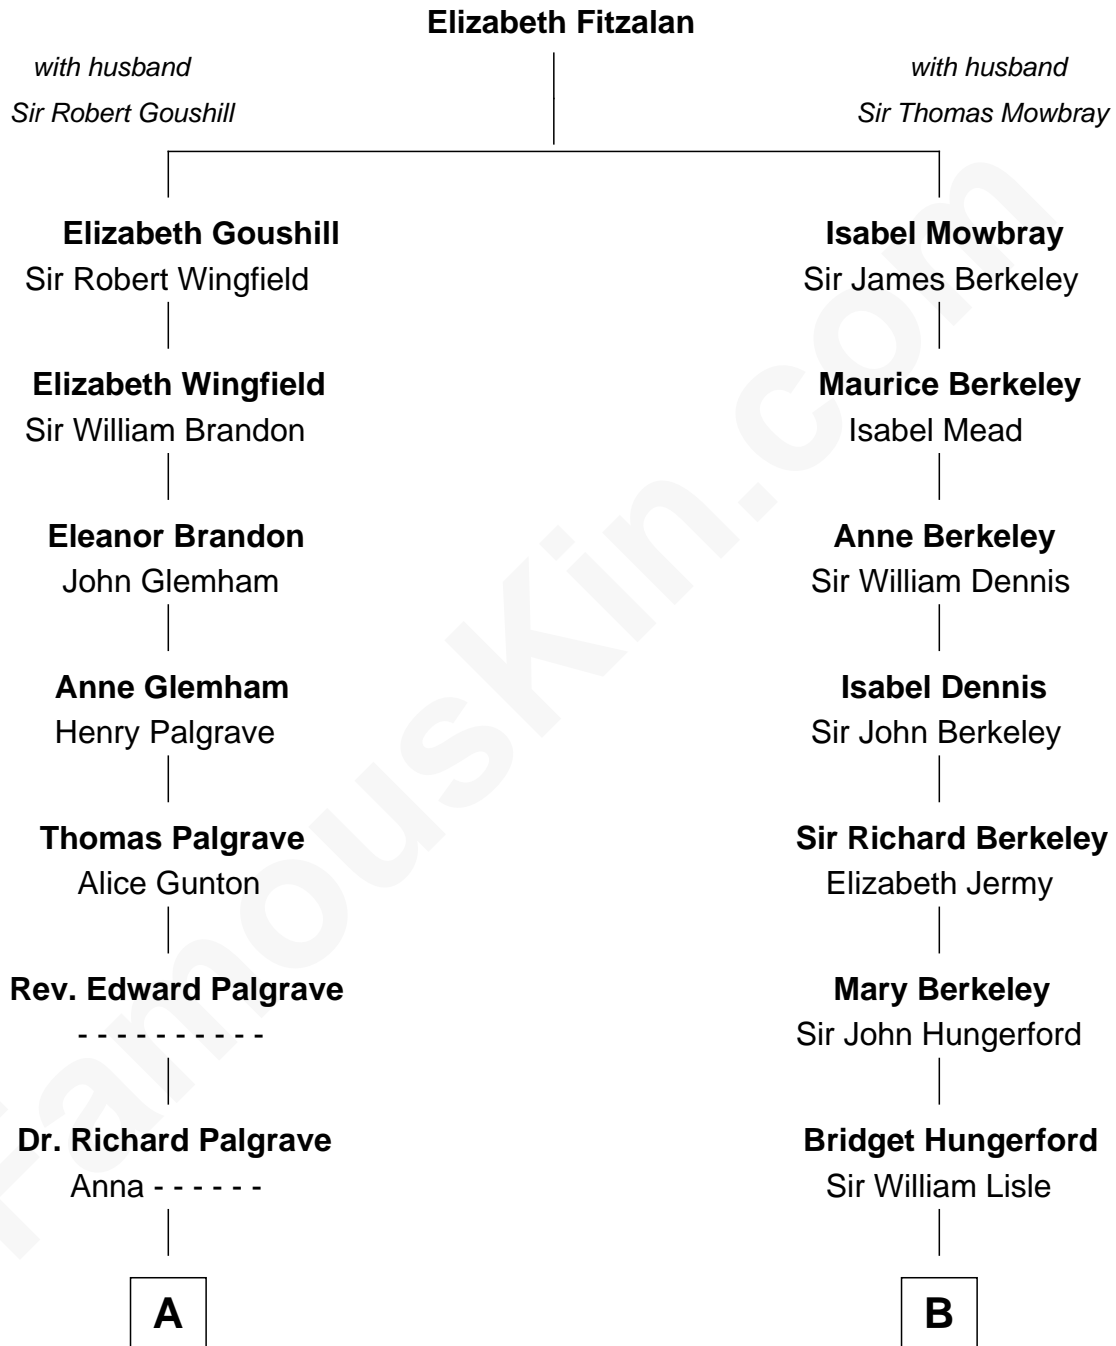 Elizabeth Fitzalan
with husband
Sir Robert Goushill
with husband
Sir Thomas Mowbray
Elizabeth Goushill
Sir Robert Wingfield
Isabel Mowbray
Sir James Berkeley
Elizabeth Wingfield
Sir William Brandon
Maurice Berkeley
Isabel Mead
Eleanor Brandon
John Glemham
Anne Berkeley
Sir William Dennis
Anne Glemham
Henry Palgrave
Isabel Dennis
Sir John Berkeley
Thomas Palgrave
Alice Gunton
Sir Richard Berkeley
Elizabeth Jermy
Rev. Edward Palgrave
- - - - - - - - - -
Mary Berkeley
Sir John Hungerford
Dr. Richard Palgrave
Anna - - - - - -
Bridget Hungerford
Sir William Lisle
A
B
FamousKin.com